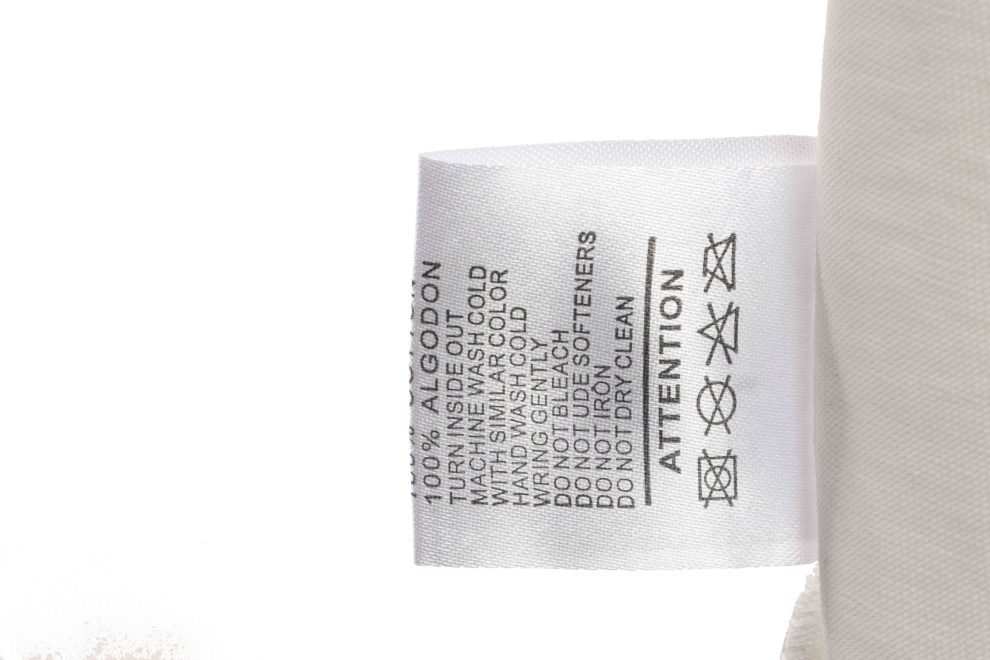 100% ALGODON
TURN INSIDE OUT
MACHINE WASH COLD
WITH SIMILAR COLOR
HAND WASH COLD
WRING GENTLY
DO NOT BLEACH
DO NOT UDE SOFTENERS
DO NOT IRON
DO NOT DRY CLEAN
ATTENTION